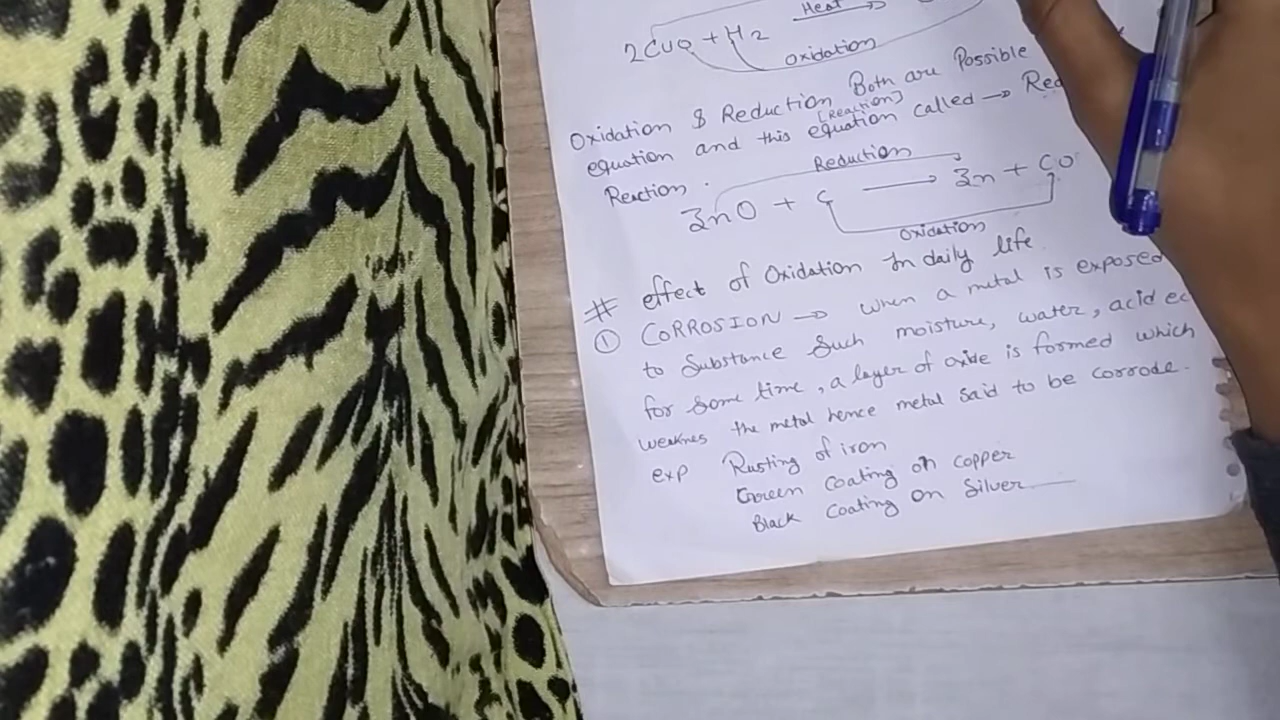 2CuO + H2 Heat
oxidation
Oxidation & Reduction Both are Possible
[Reaction]
equation and this equation called → Red
Reaction.
Reduction
ZnO + C → Zn + CO
oxidation
# effect of Oxidation In daily life
① CORROSION → when a metal is exposed
to Substance Such moisture, water, acid ec
for Some time, a layer of oxide is formed which
weaknes the metal hence metal Said to be corrode.
exp Rusting of iron
Green coating on copper
Black coating on Silver